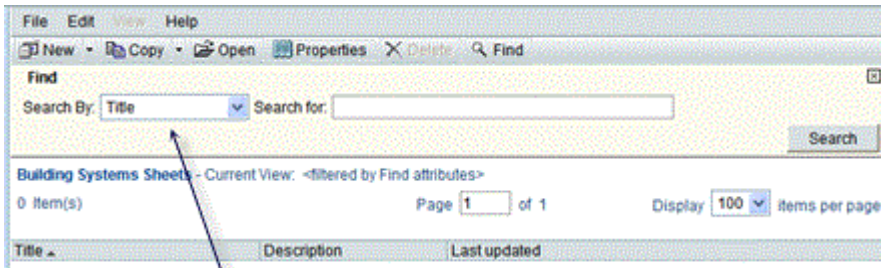 File Edit View Help
New Copy Open Properties Delete Find
Find
Search By: Title Search for:
Search
Building Systems Sheets - Current View: <filtered by Find attributes>
0 Item(s) Page 1 of 1 Display 100 items per page
Title Description Last updated